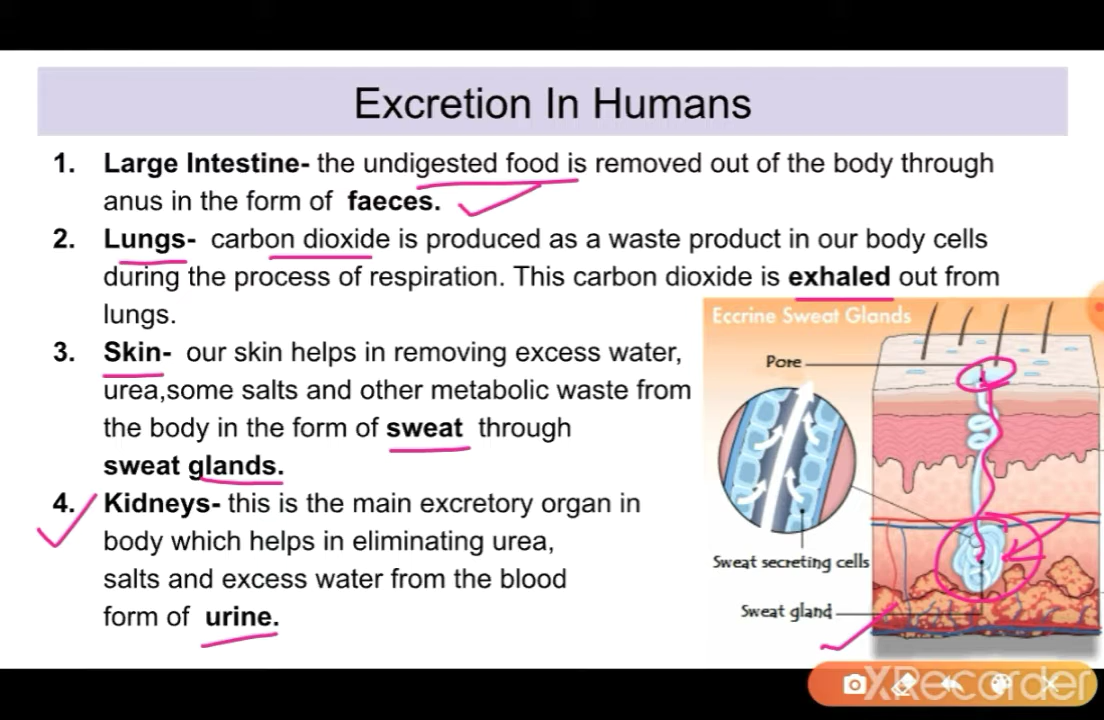 Excretion In Humans
1. Large Intestine- the undigested food is removed out of the body through
anus in the form of faeces.
2. Lungs- carbon dioxide is produced as a waste product in our body cells
during the process of respiration. This carbon dioxide is exhaled out from
lungs.
3. Skin- our skin helps in removing excess water,
urea,some salts and other metabolic waste from
the body in the form of sweat through
sweat glands.
4. Kidneys- this is the main excretory organ in
body which helps in eliminating urea,
salts and excess water from the blood
form of urine.
Eccrine Sweat Glands
Pore
Sweat secreting cells
Sweat gland
XRecorder